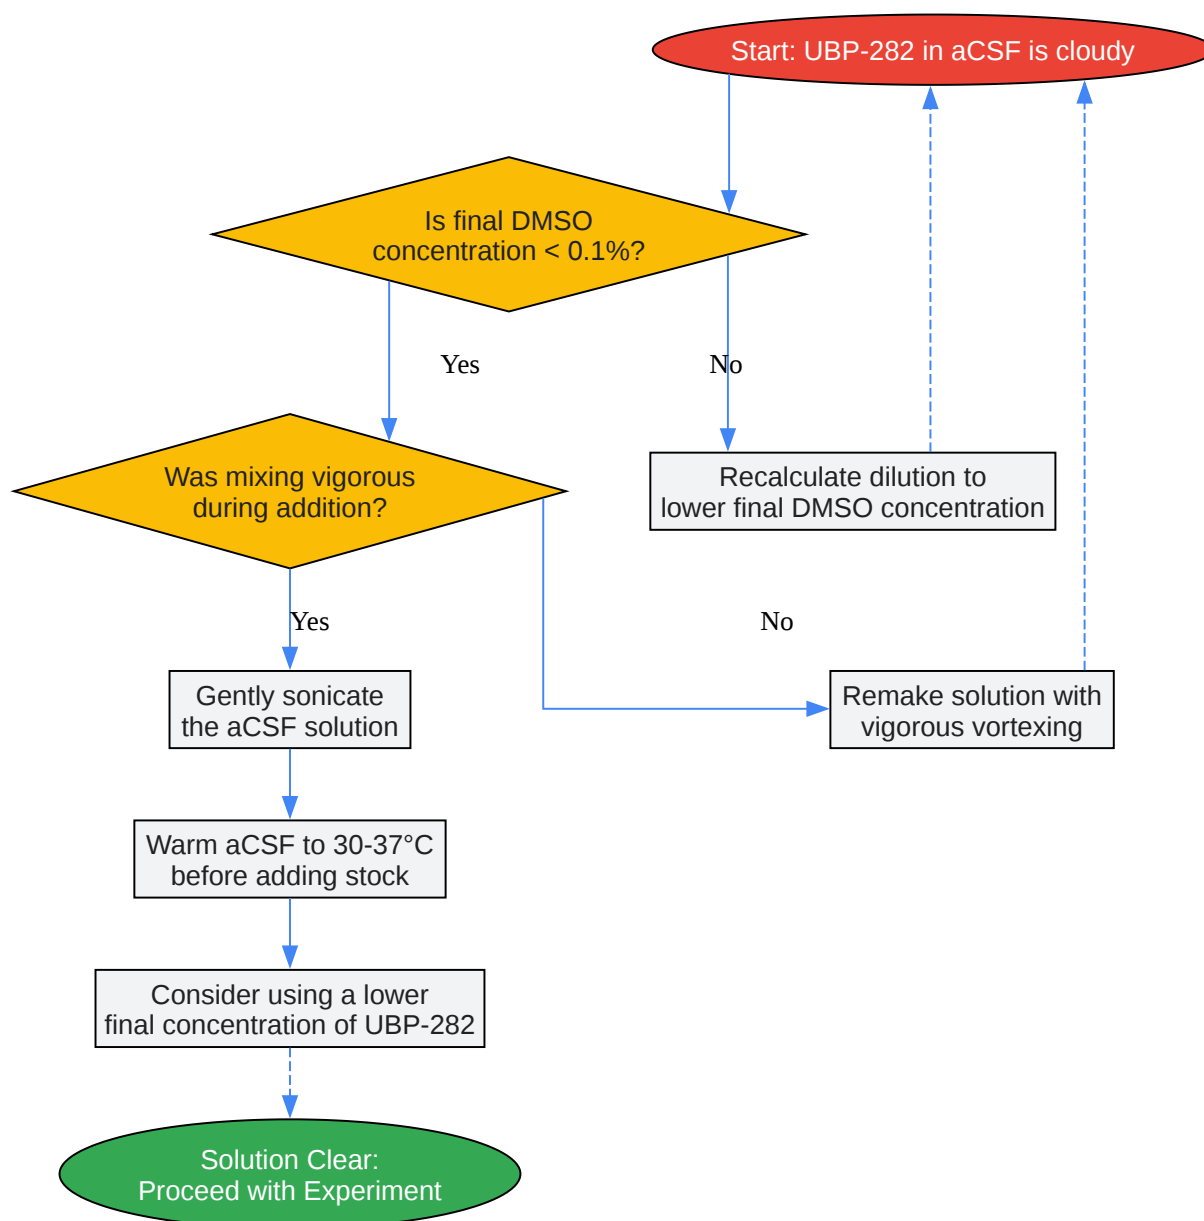 Start: UBP-282 in aCSF is cloudy
Is final DMSO
concentration < 0.1%?
Yes
No
Was mixing vigorous
during addition?
Recalculate dilution to
lower final DMSO concentration
Yes
No
Gently sonicate
the aCSF solution
Remake solution with
vigorous vortexing
Warm aCSF to 30-37°C
before adding stock
Consider using a lower
final concentration of UBP-282
Solution Clear:
Proceed with Experiment